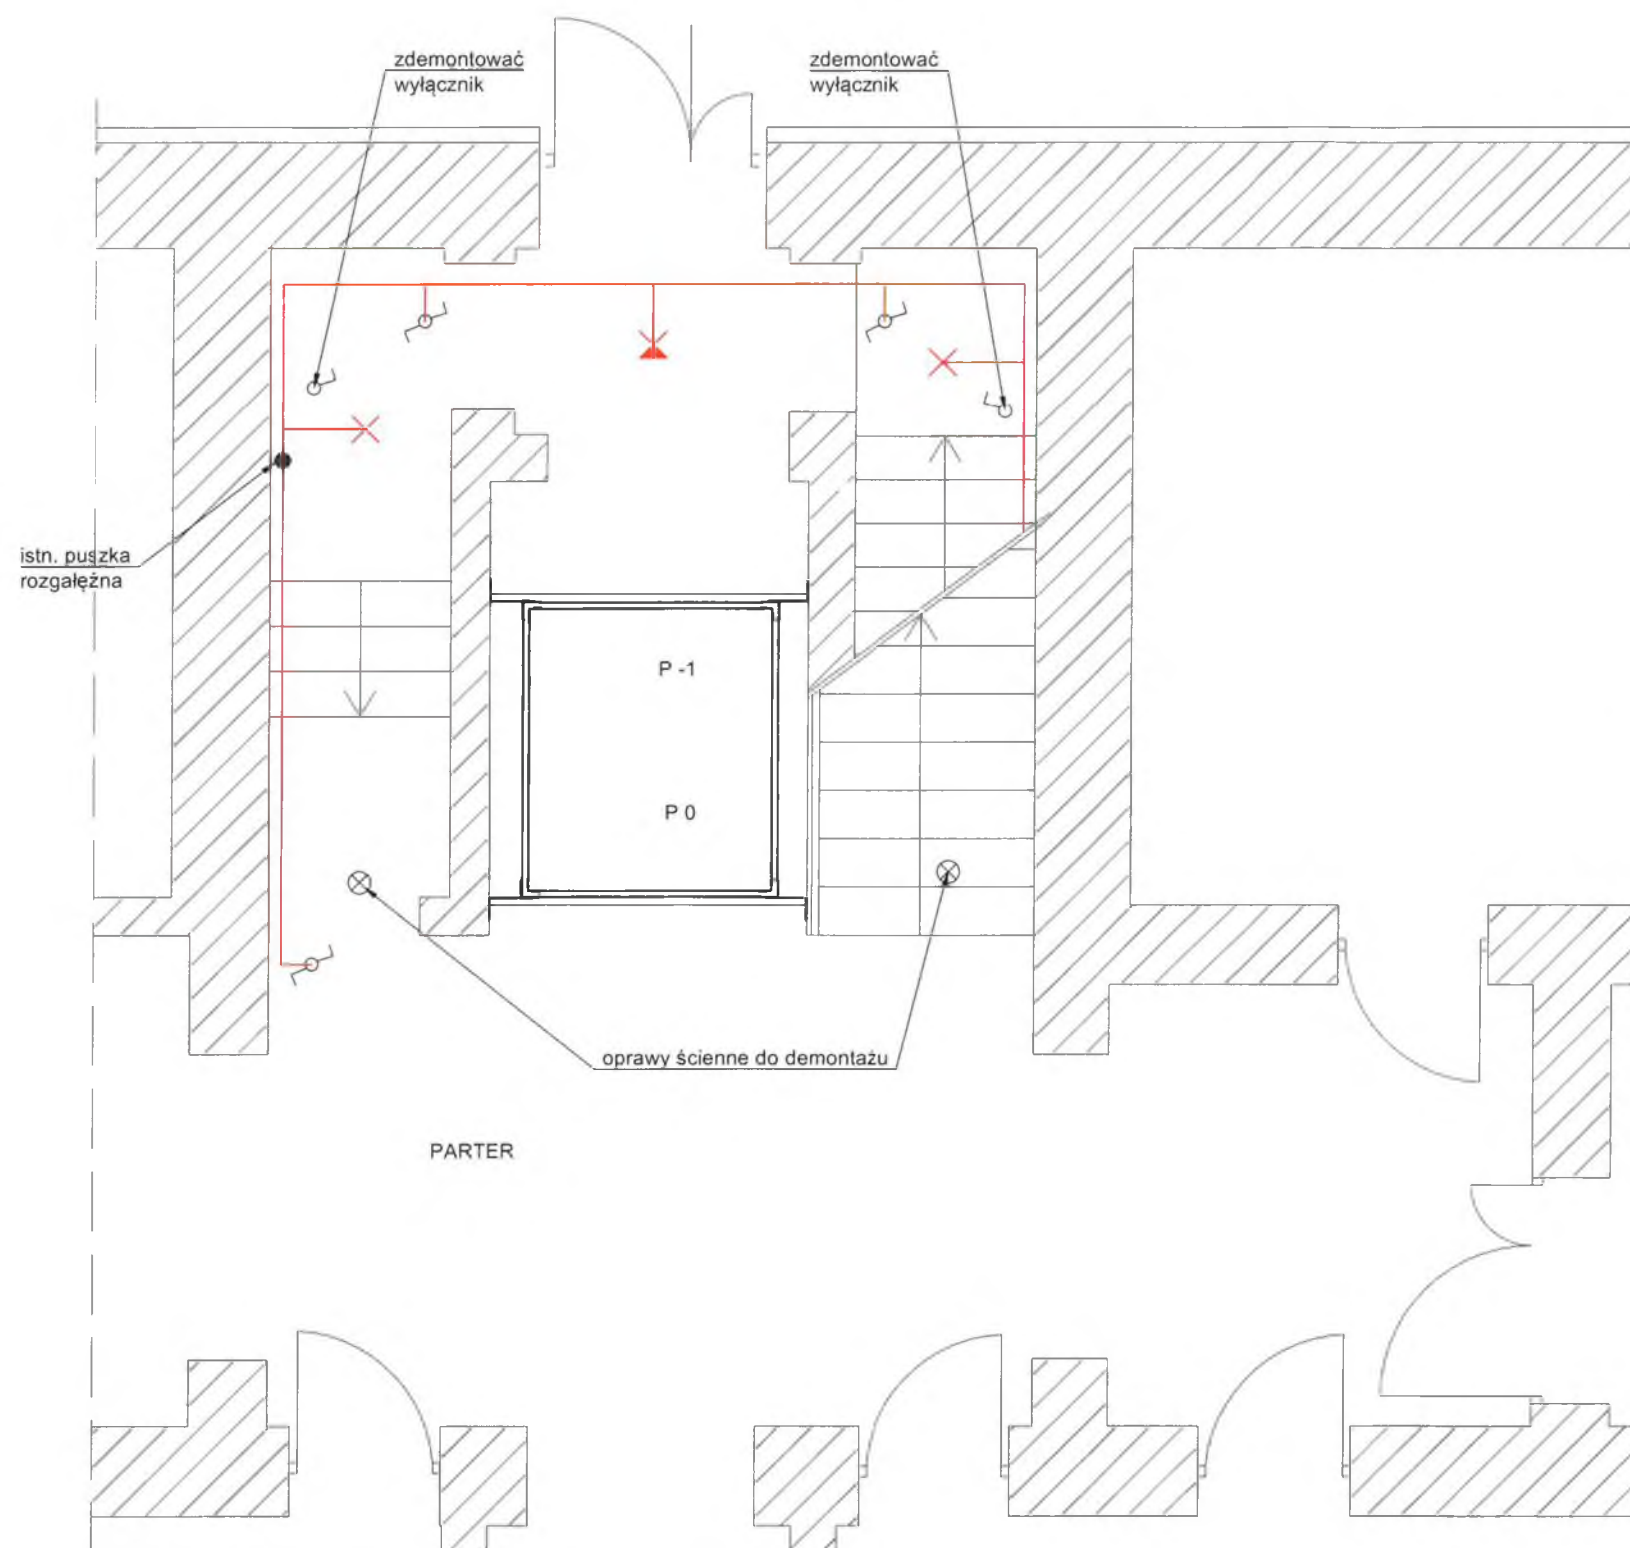 zdemontować
wyłącznik
zdemontować
wyłącznik
istn. puszka
rozgałęźna
P -1
P 0
oprawy ścienne do demontażu
PARTER